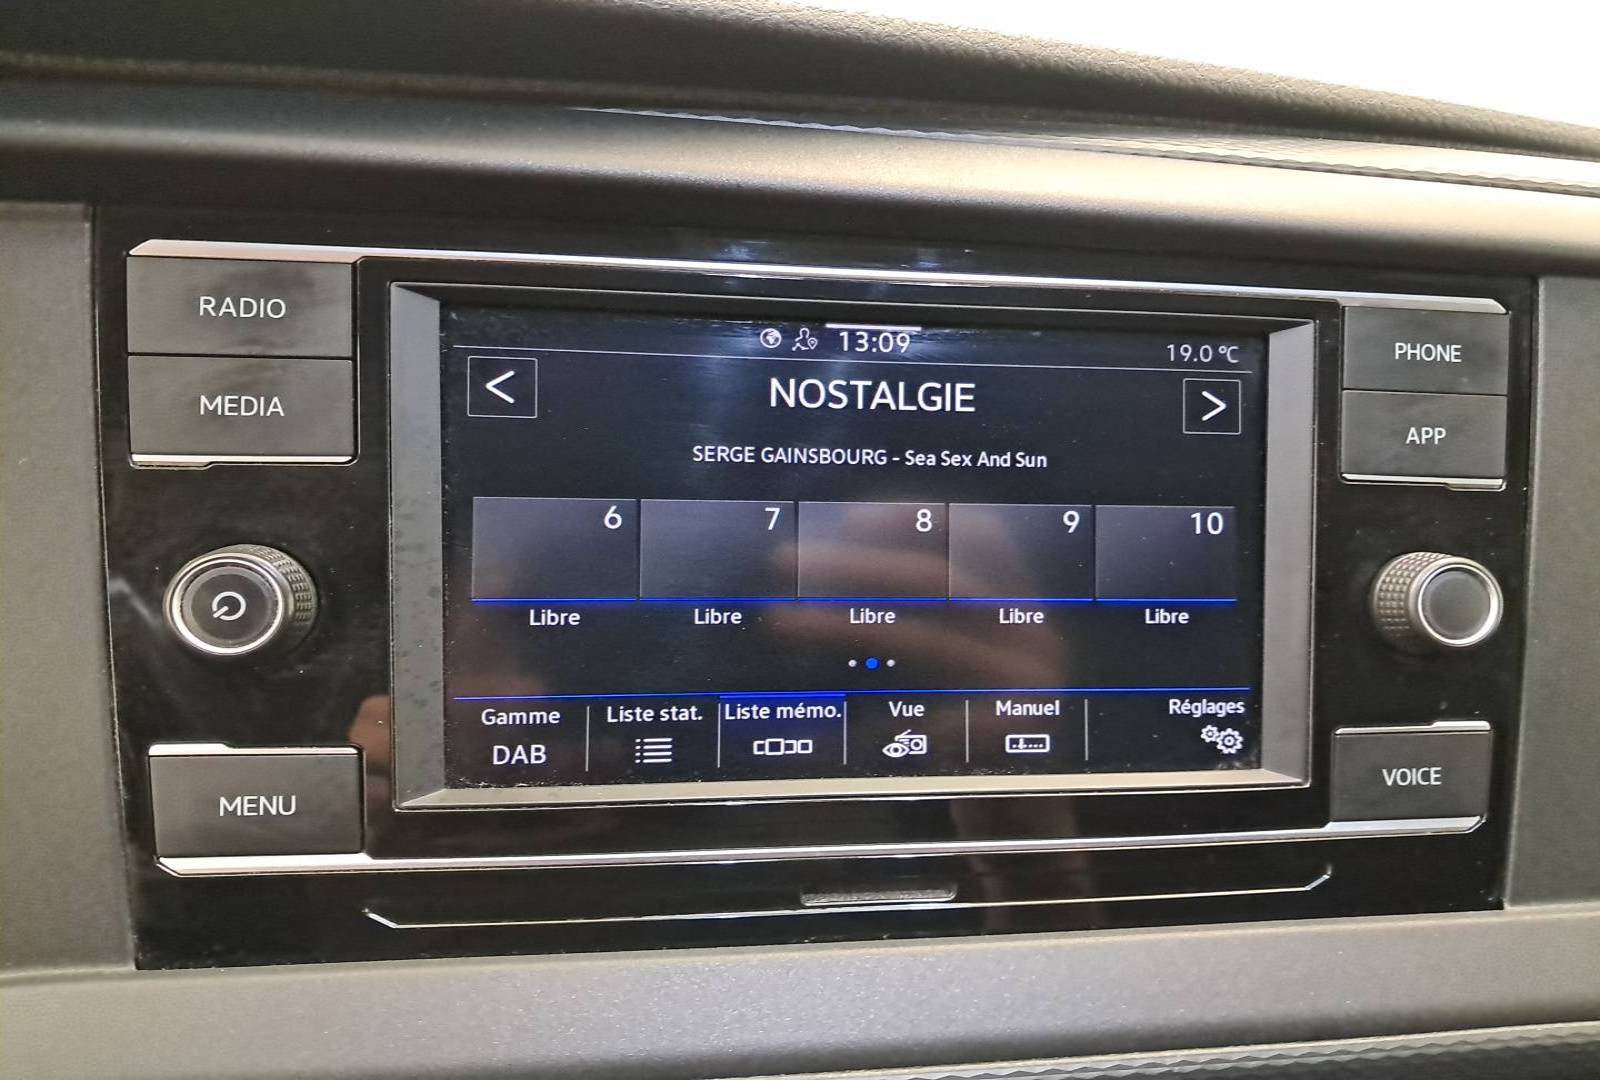 RADIO
MEDIA
MENU
13:09
19.0 °C
<
NOSTALGIE
>
SERGE GAINSBOURG - Sea Sex And Sun
6 7 8 9 10
Libre Libre Libre Libre Libre
Gamme Liste stat. Liste mémo. Vue Manuel Réglages
DAB
PHONE
APP
VOICE